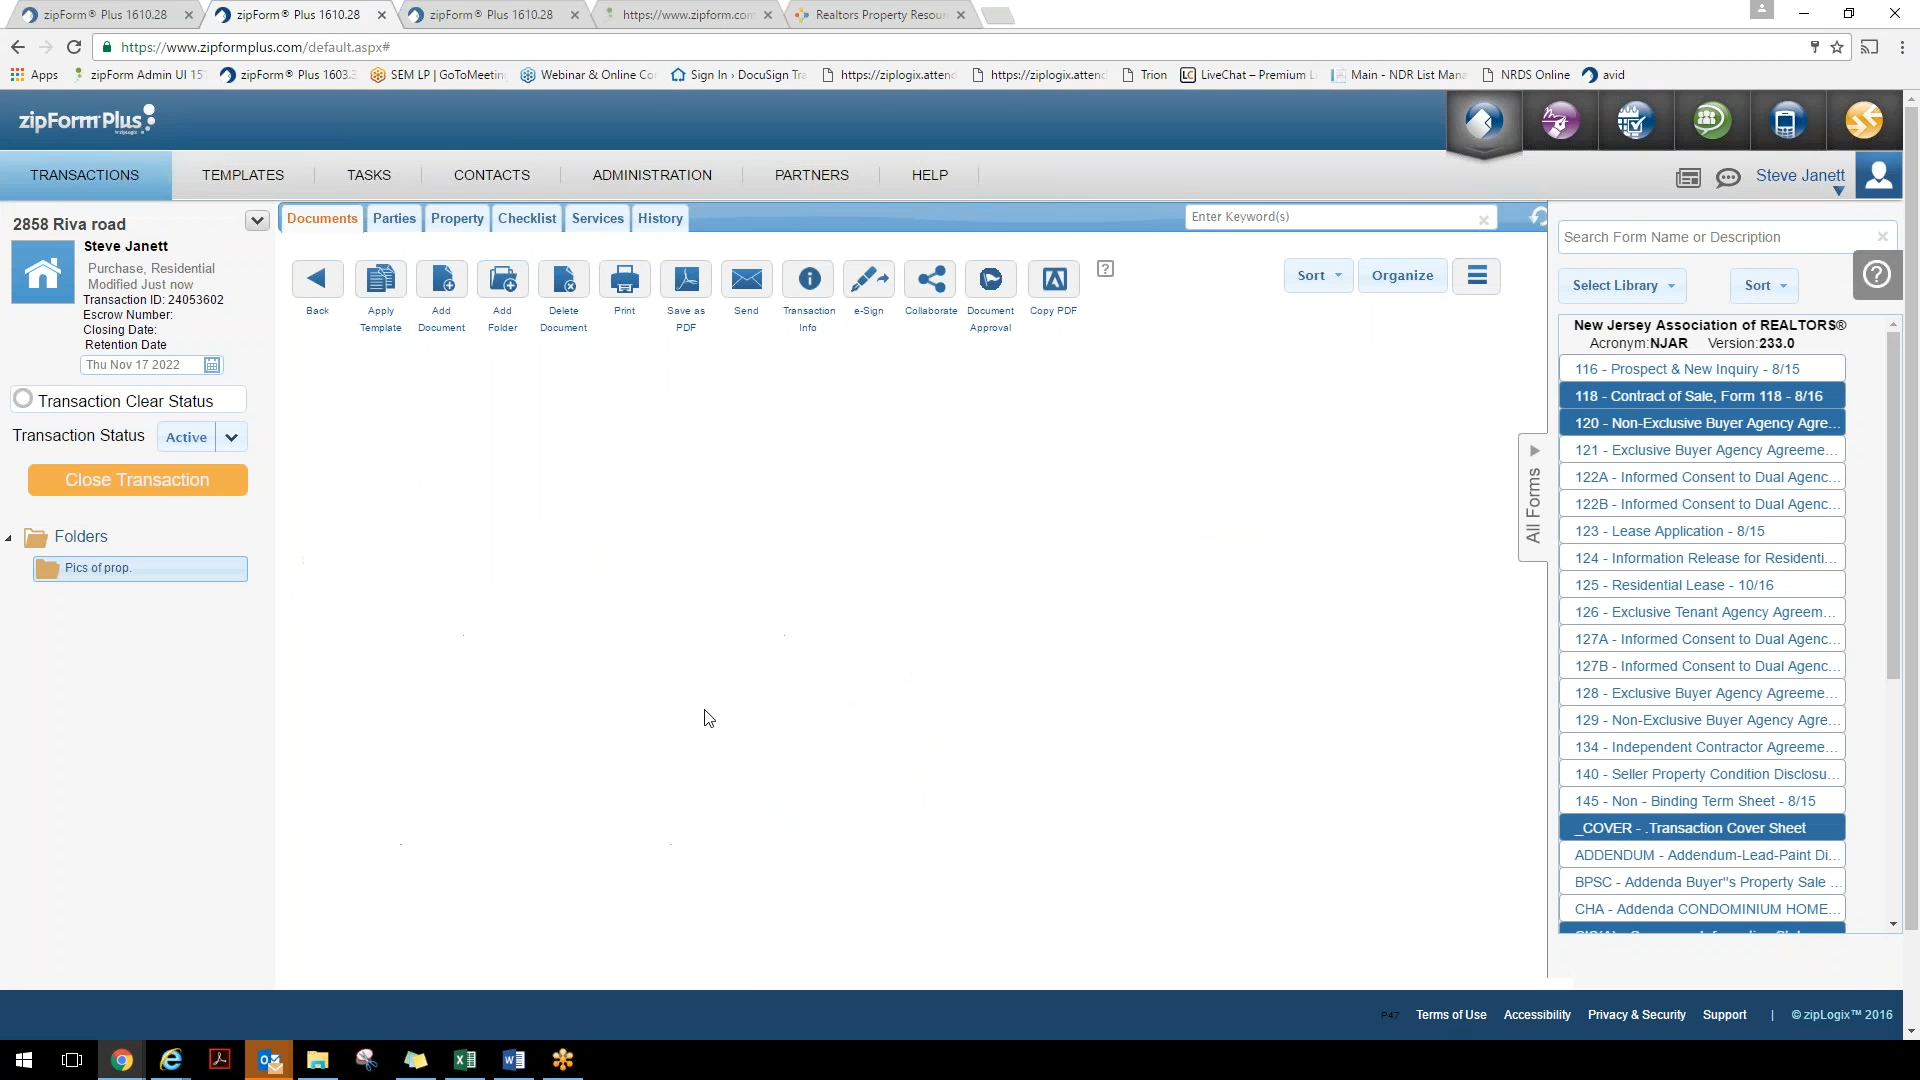 zipForm® Plus 1610.28
zipForm® Plus 1610.28
zipForm® Plus 1610.28
https://www.zipform.com
Realtors Property Resou
https://www.zipformplus.com/default.aspx#
Apps
zipForm Admin UI 15
zipForm® Plus 1603.3
SEM LP | GoToMeeting
Webinar & Online Co
Sign In › DocuSign Tra
https://ziplogix.attend
https://ziplogix.attend
Trion
LC
LiveChat – Premium L
Main - NDR List Mana
NRDS Online
avid
zipForm Plus
by zipLogix
TRANSACTIONS
TEMPLATES
TASKS
CONTACTS
ADMINISTRATION
PARTNERS
HELP
Steve Janett
2858 Riva road
Steve Janett
Purchase, Residential
Modified Just now
Transaction ID: 24053602
Escrow Number:
Closing Date:
Retention Date
Thu Nov 17 2022
Transaction Clear Status
Transaction Status
Active
Close Transaction
Folders
Pics of prop.
Documents
Parties
Property
Checklist
Services
History
Enter Keyword(s)
Back
Apply
Template
Add
Document
Add
Folder
Delete
Document
Print
Save as
PDF
Send
Transaction
Info
e-Sign
Collaborate
Document
Approval
Copy PDF
?
Sort
Organize
All Forms
Search Form Name or Description
?
Select Library
Sort
New Jersey Association of REALTORS®
Acronym:NJAR Version:233.0
116 - Prospect & New Inquiry - 8/15
118 - Contract of Sale, Form 118 - 8/16
120 - Non-Exclusive Buyer Agency Agre...
121 - Exclusive Buyer Agency Agreeme...
122A - Informed Consent to Dual Agenc...
122B - Informed Consent to Dual Agenc...
123 - Lease Application - 8/15
124 - Information Release for Residenti...
125 - Residential Lease - 10/16
126 - Exclusive Tenant Agency Agreem...
127A - Informed Consent to Dual Agenc...
127B - Informed Consent to Dual Agenc...
128 - Exclusive Buyer Agency Agreeme...
129 - Non-Exclusive Buyer Agency Agre...
134 - Independent Contractor Agreeme...
140 - Seller Property Condition Disclosu...
145 - Non - Binding Term Sheet - 8/15
_COVER - .Transaction Cover Sheet
ADDENDUM - Addendum-Lead-Paint Di...
BPSC - Addenda Buyer"s Property Sale ...
CHA - Addenda CONDOMINIUM HOME...
P47
Terms of Use
Accessibility
Privacy & Security
Support
|
© zipLogix™ 2016